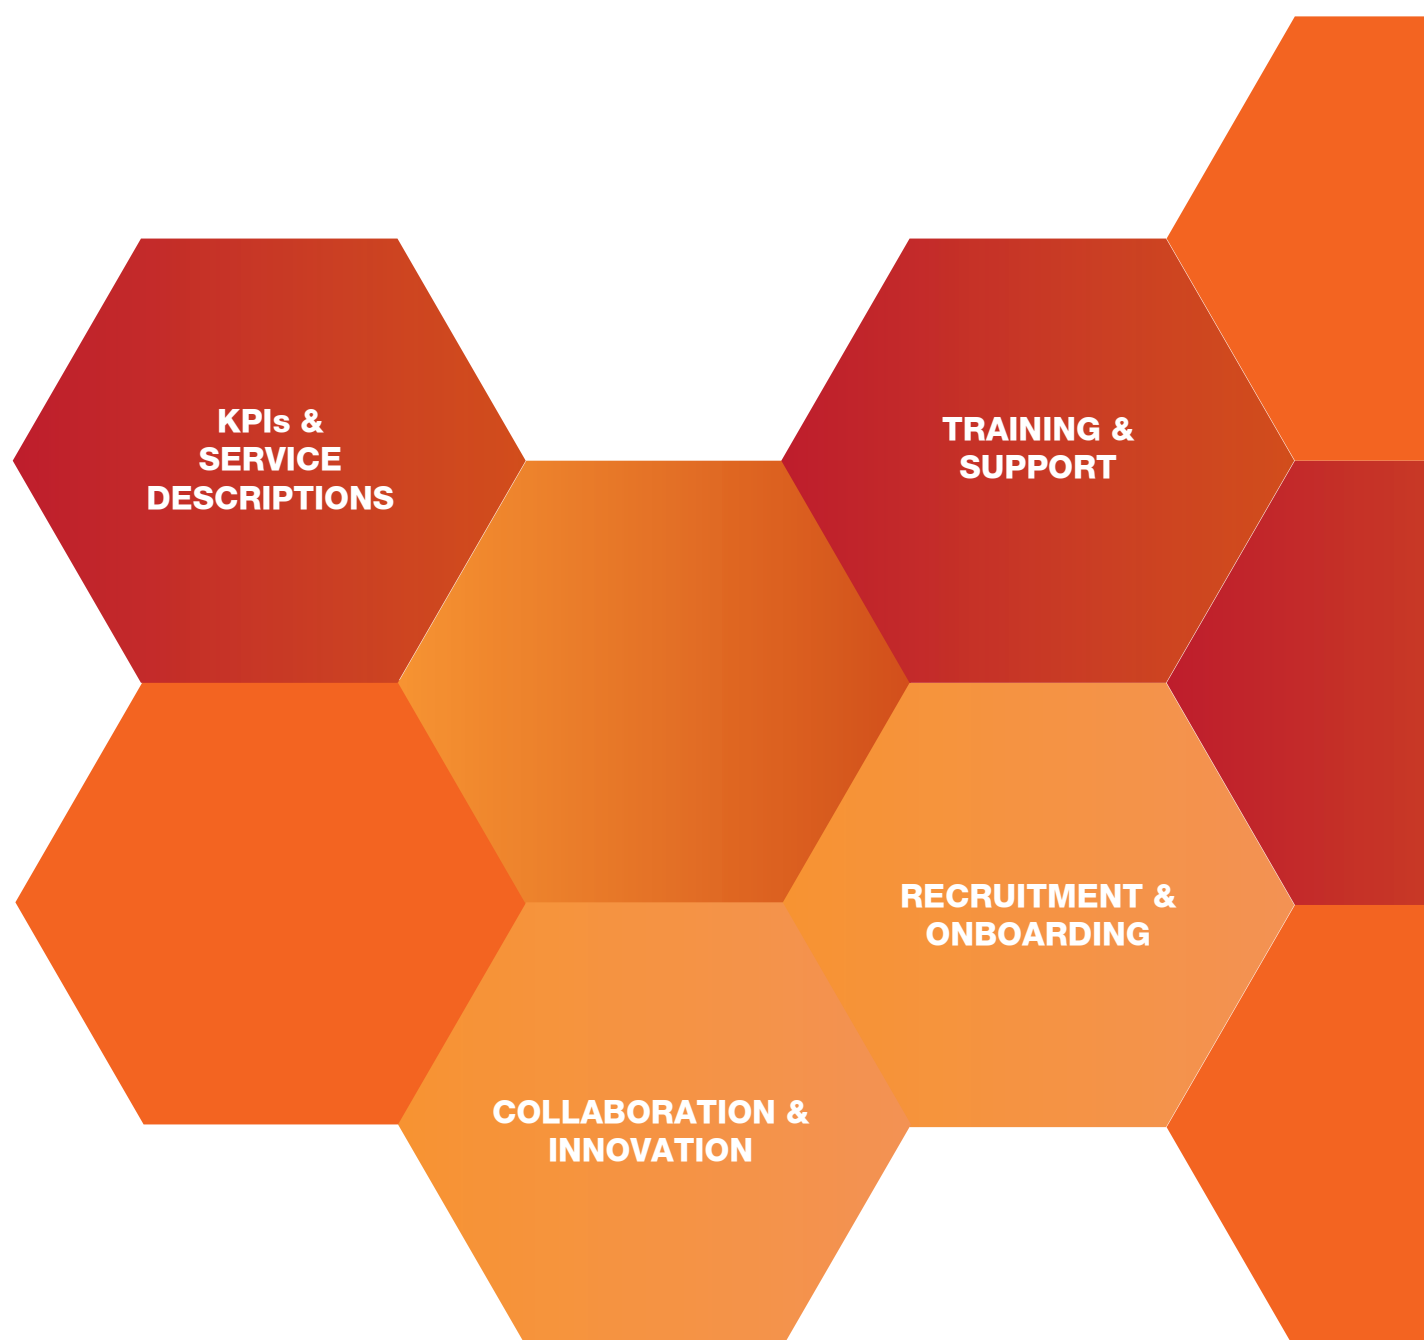 KPIs &
SERVICE
DESCRIPTIONS
TRAINING &
SUPPORT
RECRUITMENT &
ONBOARDING
COLLABORATION &
INNOVATION